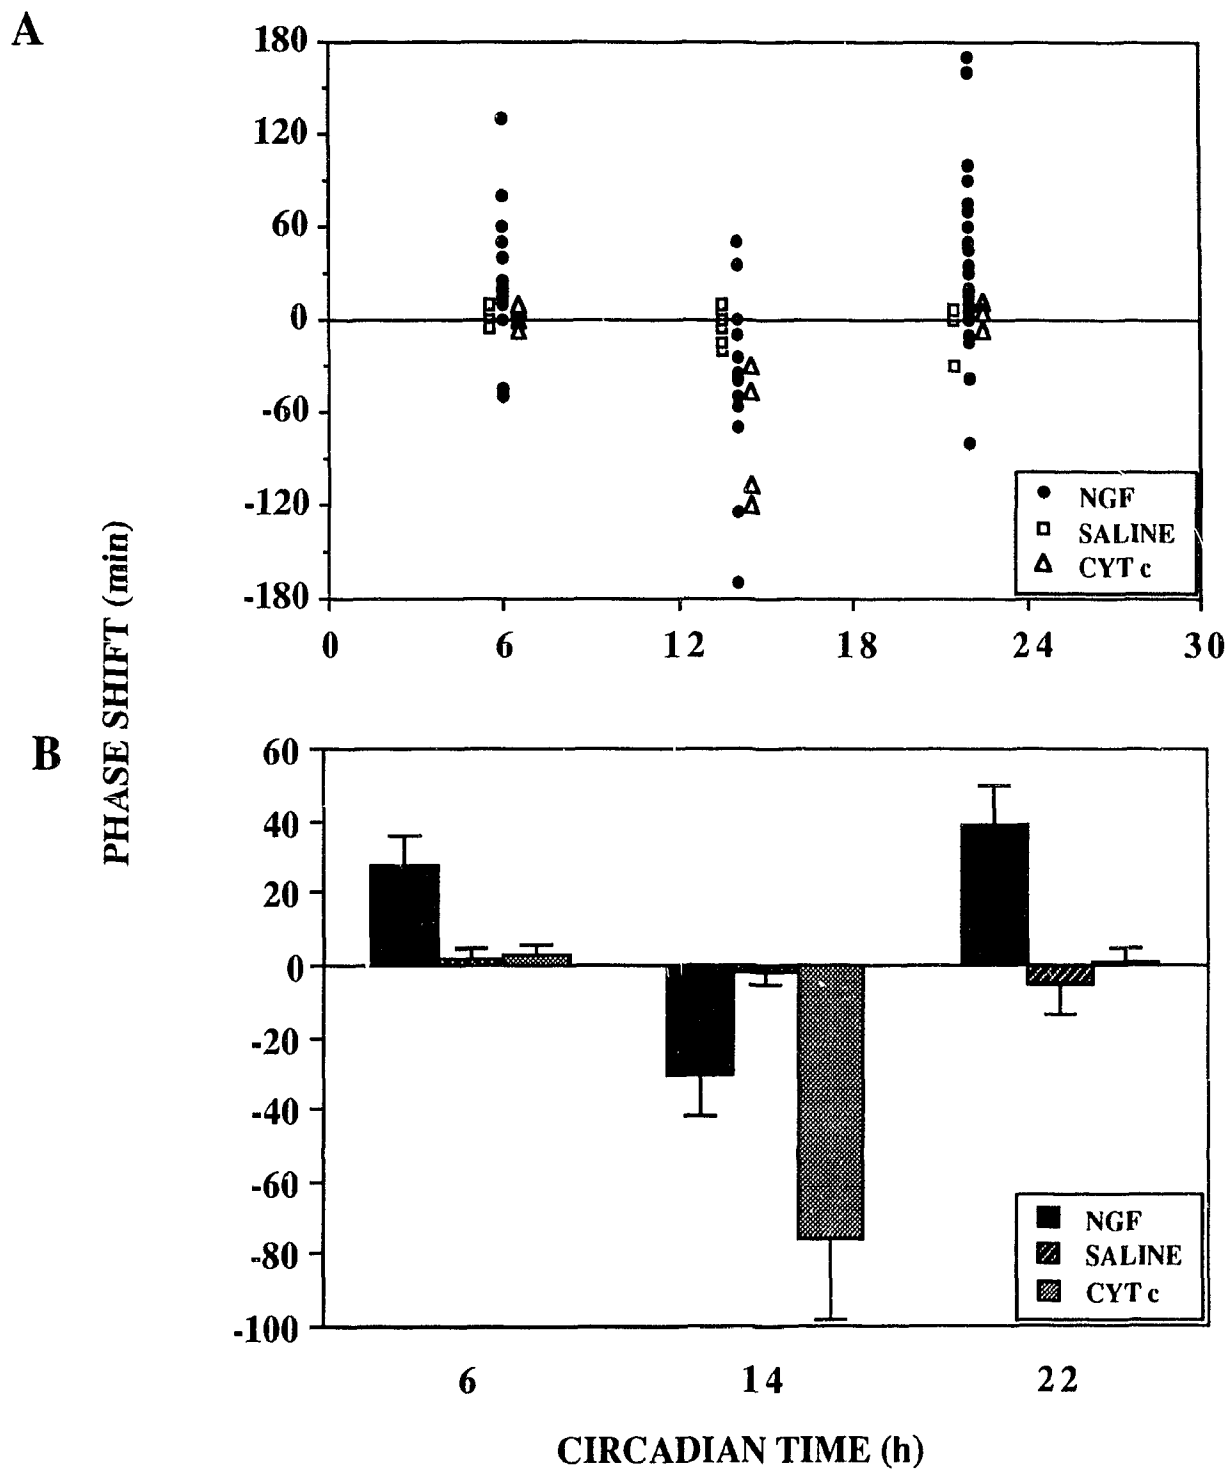 A
180
120
60
0
-60
-120
-180
NGF
SALINE
CYT c
0 6 12 18 24 30
PHASE SHIFT (min)
B
60
40
20
0
-20
-40
-60
-80
-100
NGF
SALINE
CYT c
6 14 22
CIRCADIAN TIME (h)